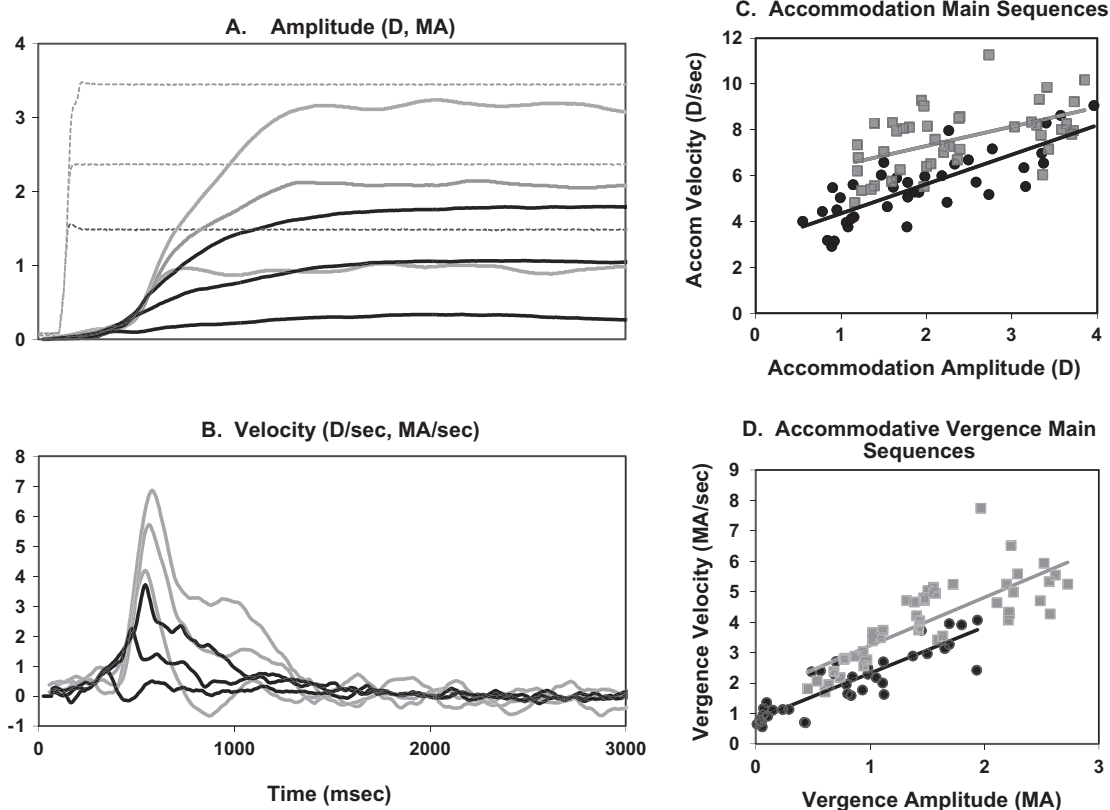 A. Amplitude (D, MA)
4
3
2
1
0
B. Velocity (D/sec, MA/sec)
8
7
6
5
4
3
2
1
0
-1
0 1000 2000 3000
Time (msec)
C. Accommodation Main Sequences
Accom Velocity (D/sec)
12
10
8
6
4
2
0
0 1 2 3 4
Accommodation Amplitude (D)
D. Accommodative Vergence Main
Sequences
Vergence Velocity (MA/sec)
9
8
7
6
5
4
3
2
1
0
0 1 2 3
Vergence Amplitude (MA)